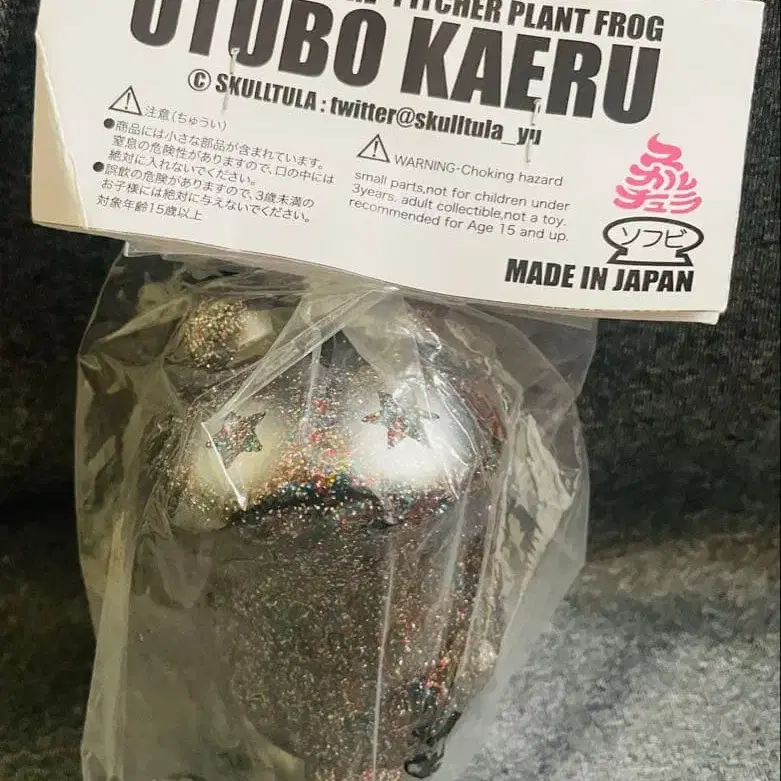 PITCHER PLANT FROG
UTUBO KAERU
© SKULLTULA : twitter@skulltula_yu
注意(ちゅうい)
●商品には小さな部品が含まれています。
窒息の危険性がありますので、口の中には
絶対に入れないでください。
●誤飲の危険がありますので、3歳未満の
お子様には絶対に与えないでください。
対象年齢15歳以上
WARNING-Choking hazard
small parts,not for children under
3years, adult collectible,not a toy.
recommended for Age 15 and up.
スカルチュラ
ソフビ
MADE IN JAPAN